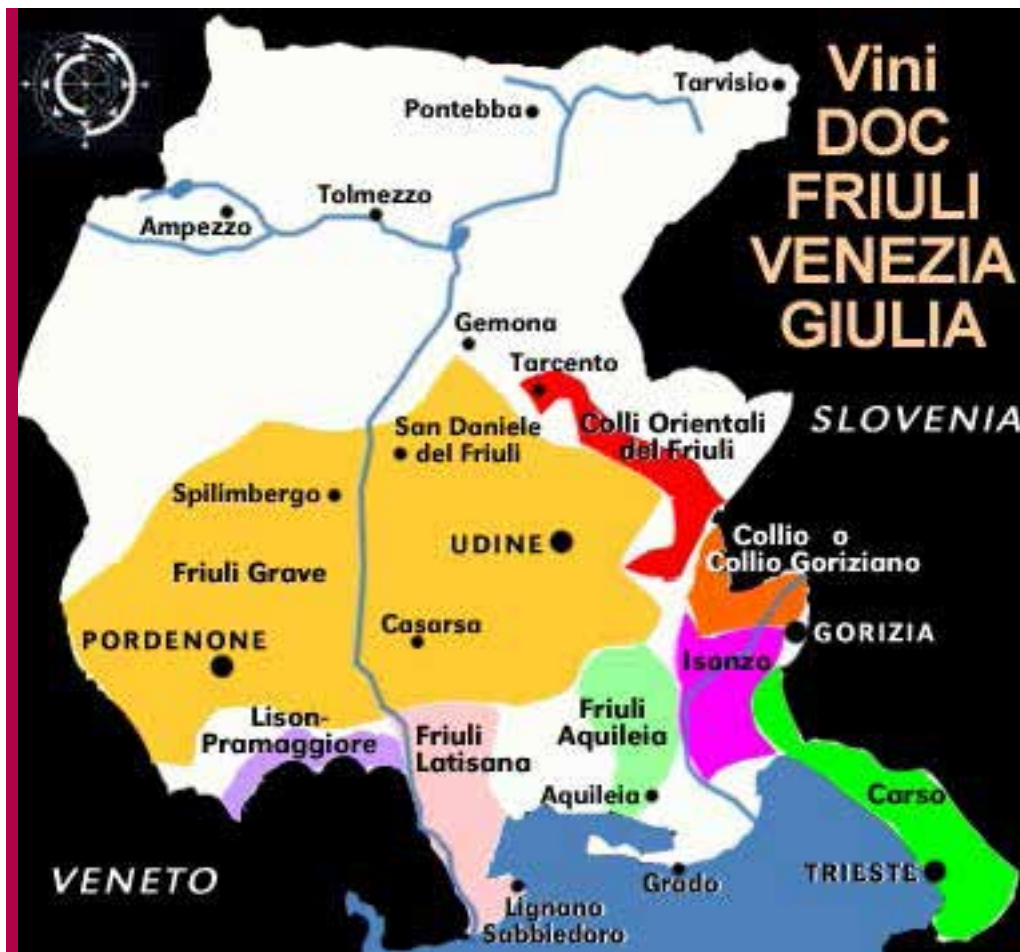 Vini
DOC
FRIULI
VENEZIA
GIULIA
Tarvisio
Pontebba
Tolmezzo
Ampezzo
Gemona
Tarcento
SLOVENIA
San Daniele
del Friuli
Colli Orientali
del Friuli
Spilimbergo
UDINE
Collio o
Collio Goriziano
Friuli Grave
Casarsa
GORIZIA
PORDENONE
Isonzo
Lison-
Pramaggiore
Friuli
Latisana
Friuli
Aquileia
Aquileia
Carso
VENETO
Grado
TRIESTE
Lignano
Sabbiedoro